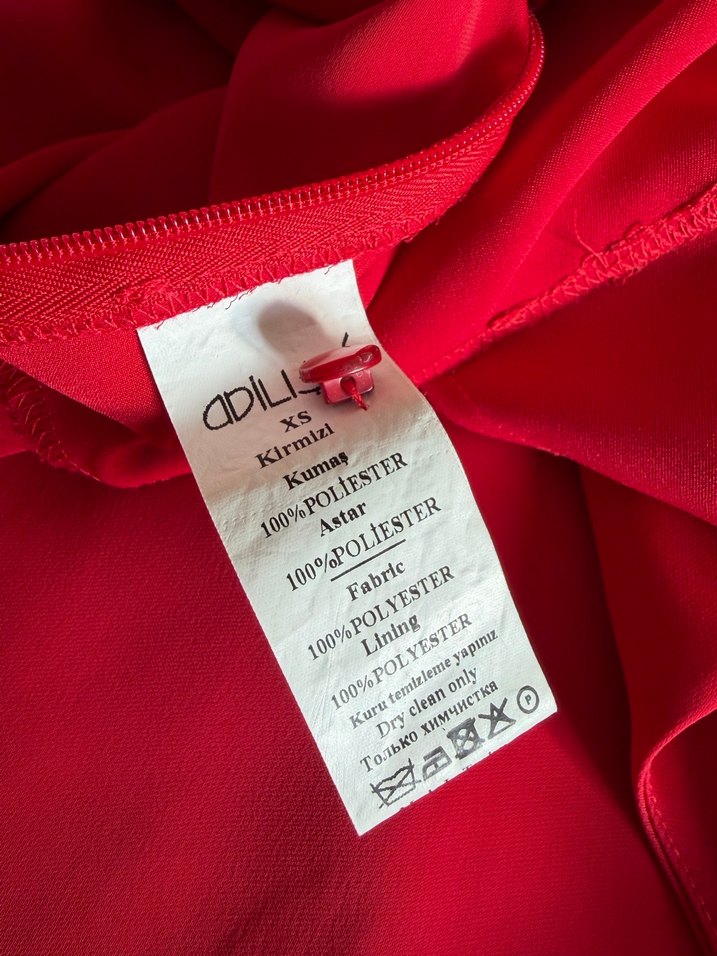 XS
Kirmizi
Kumaş
100%POLİESTER
Astar
100%POLİESTER
Fabric
100%POLYESTER
Lining
100%POLYESTER
Kuru temizleme yapınız
Dry clean only
Только химчистка
P